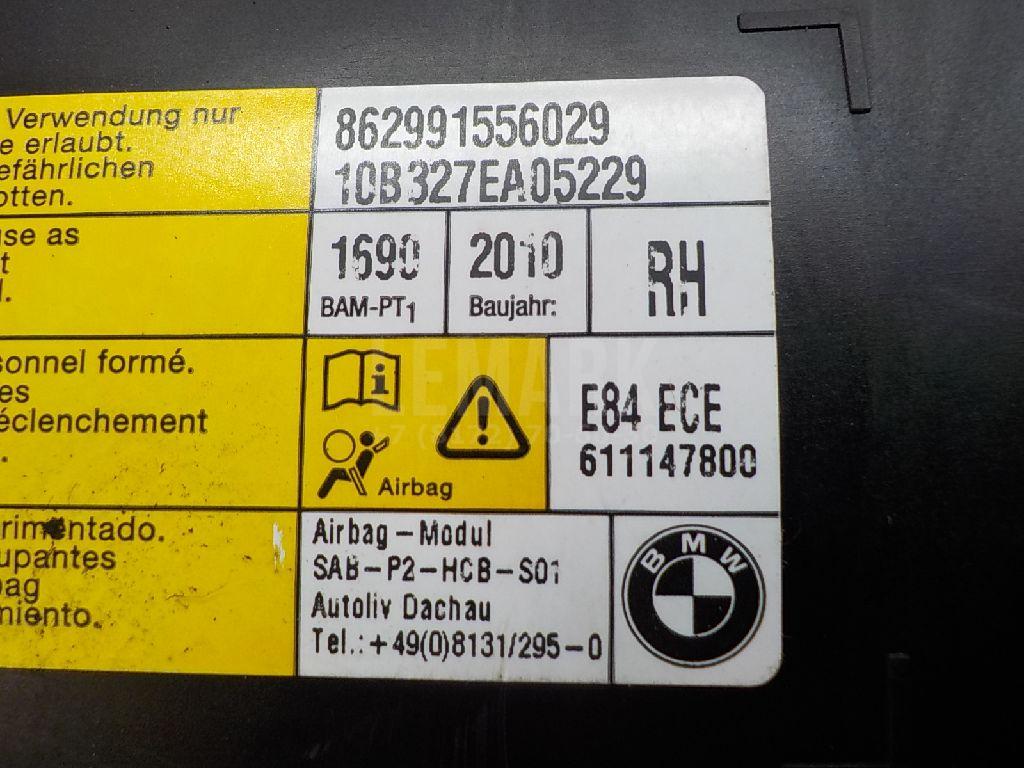 Verwendung nur
e erlaubt.
efährlichen
otten.
862991556029
10B327EA05229
use as
t
l.
1690
BAM-PT1
2010
Baujahr:
RH
sonnel formé.
es
éclenchement
.
i
!
Airbag
E84 ECE
611147800
LEMARK
rimentado.
upantes
bag
miento.
Airbag-Modul
SAB-P2-HCB-S01
Autoliv Dachau
Tel.:+49(0)8131/295-0
BMW